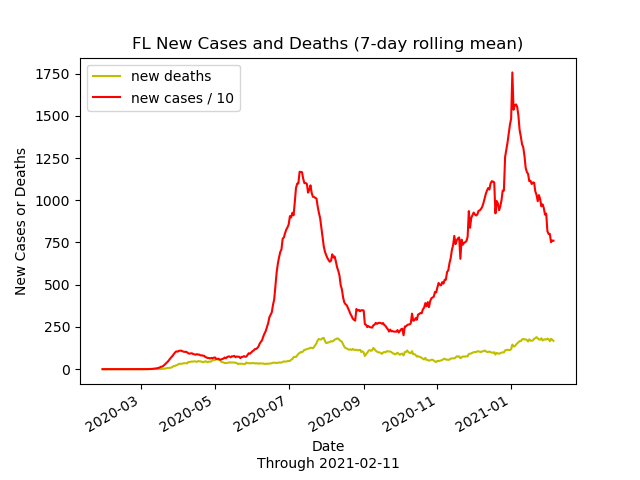 FL New Cases and Deaths (7-day rolling mean)
new deaths
new cases / 10
New Cases or Deaths
1750
1500
1250
1000
750
500
250
0
2020-03
2020-05
2020-07
2020-09
2020-11
2021-01
Date
Through 2021-02-11